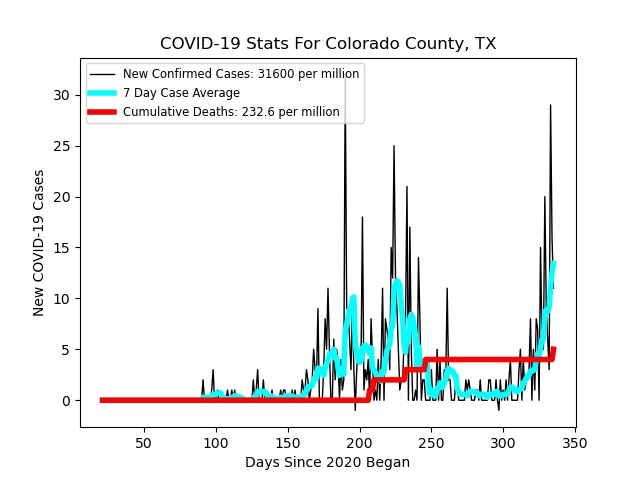 COVID-19 Stats For Colorado County, TX
New Confirmed Cases: 31600 per million
7 Day Case Average
Cumulative Deaths: 232.6 per million
New COVID-19 Cases
30
25
20
15
10
5
0
50
100
150
200
250
300
350
Days Since 2020 Began